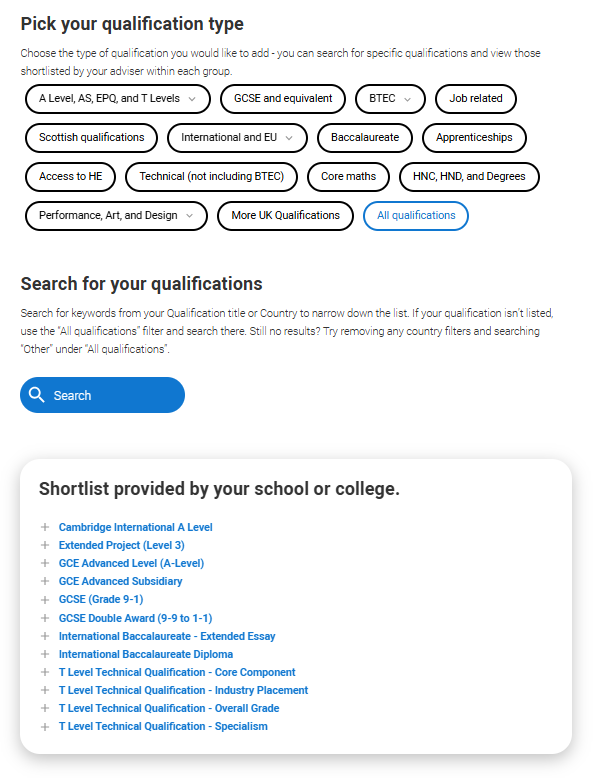 Pick your qualification type
Choose the type of qualification you would like to add - you can search for specific qualifications and view those
shortlisted by your adviser within each group.
A Level, AS, EPQ, and T Levels
GCSE and equivalent
BTEC
Job related
Scottish qualifications
International and EU
Baccalaureate
Apprenticeships
Access to HE
Technical (not including BTEC)
Core maths
HNC, HND, and Degrees
Performance, Art, and Design
More UK Qualifications
All qualifications
Search for your qualifications
Search for keywords from your Qualification title or Country to narrow down the list. If your qualification isn't listed,
use the "All qualifications" filter and search there. Still no results? Try removing any country filters and searching
"Other" under "All qualifications".
Search
Shortlist provided by your school or college.
Cambridge International A Level
Extended Project (Level 3)
GCE Advanced Level (A-Level)
GCE Advanced Subsidiary
GCSE (Grade 9-1)
GCSE Double Award (9-9 to 1-1)
International Baccalaureate - Extended Essay
International Baccalaureate Diploma
T Level Technical Qualification - Core Component
T Level Technical Qualification - Industry Placement
T Level Technical Qualification - Overall Grade
T Level Technical Qualification - Specialism